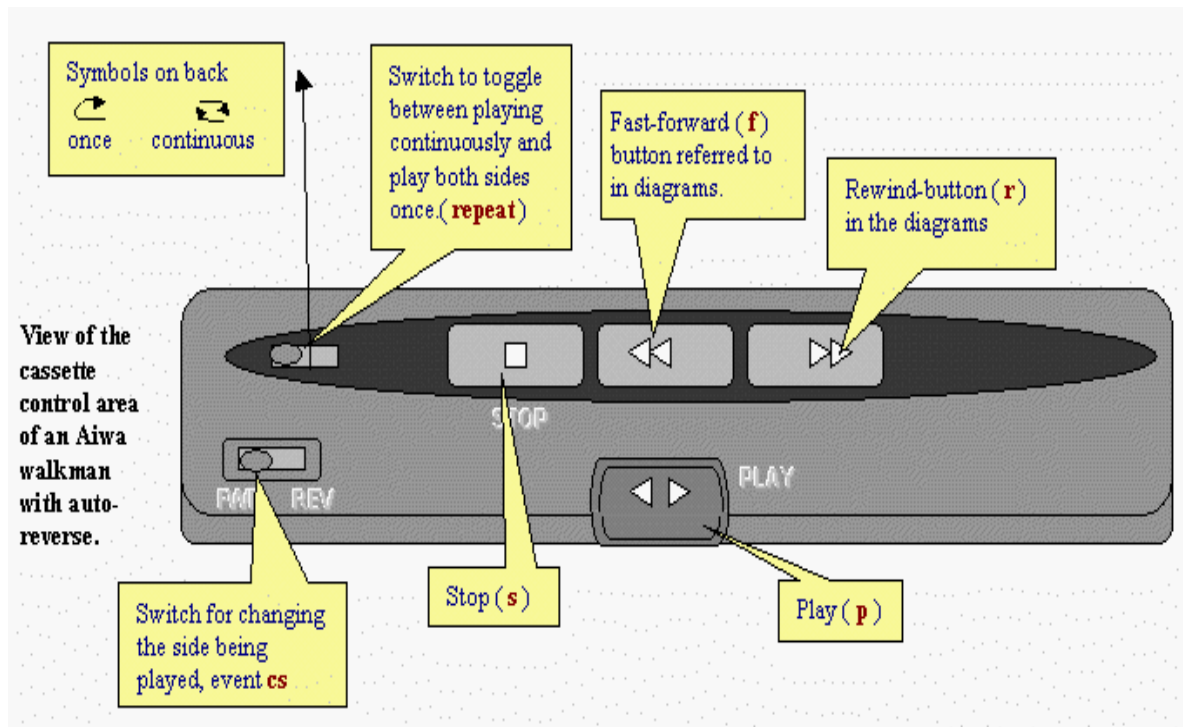 Symbols on back
once continuous
Switch to toggle
between playing
continuously and
play both sides
once.(repeat)
Fast-forward (f)
button referred to
in diagrams.
Rewind-button (r)
in the diagrams
View of the
cassette
control area
of an Aiwa
walkman
with auto-
reverse.
STOP
PLAY
FWD REV
Switch for changing
the side being
played, event cs
Stop (s)
Play (p)